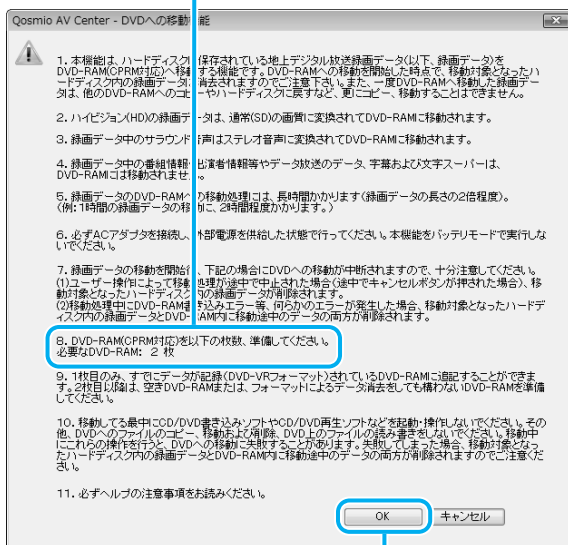 Qosmio AV Center - DVDへの移動 能
1. 本機能は、ハードディスク 保存されている地上デジタル放送録画データ(以下、録画データ)を
DVD-RAM(CPRM対応)へ移動する機能です。DVD-RAMへの移動を開始した時点で、移動対象となったハ
ードディスク内の録画データは 消去されますのでご注意下さい。また、一度DVD-RAMへ移動した録画デー
タは、他のDVD-RAMへのコピーやハードディスクに戻すなど、更にコピー、移動することはできません。
2. ハイビジョン(HD)の録画データは、通常(SD)の画質に変換されてDVD-RAMに移動されます。
3. 録画データ中のサラウンド音声はステレオ音声に変換されてDVD-RAMに移動されます。
4. 録画データ中の番組情報 出演者情報等やデータ放送のデータ、字幕および文字スーパーは、
DVD-RAMには移動されません。
5. 録画データのDVD-RAMへの移動処理には、長時間かかります(録画データの長さの2倍程度)。
(例:1時間の録画データの移動に、2時間程度かかります。)
6. 必ずACアダプタを接続し、外部電源を供給した状態で行ってください。本機能をバッテリモードで実行しな
いでください。
7. 録画データの移動を開始後、下記の場合にDVDへの移動が中断されますので、十分注意してください。
(1)ユーザー操作によって移動処理が途中で中止された場合(途中でキャンセルボタンが押された場合)、移
動対象となったハードディスク内の録画データが削除されます。
(2)移動処理中にDVD-RAM書き込みエラー等、何らかのエラーが発生した場合、移動対象となったハードデ
ィスク内の録画データとDVD-RAM内に移動途中のデータの両方が削除されます。
8. DVD-RAM(CPRM対応)を以下の枚数、準備してください。
必要なDVD-RAM: 2 枚
9. 1枚目のみ、すでにデータが記録(DVD-VRフォーマット)されているDVD-RAMに追記することができま
す。2枚目以降は、空きDVD-RAMまたは、フォーマットによるデータ消去をしても構わないDVD-RAMを準備
してください。
10. 移動してる最中にCD/DVD書き込みソフトやCD/DVD再生ソフトなどを起動・操作しないでください。その
他、DVDへのファイルのコピー、移動および削除、DVD上のファイルの読み書きをしないでください。移動中
にこれらの操作を行うと、DVDへの移動に失敗することがあります。失敗してしまった場合、移動対象となっ
たハードディスク内の録画データとDVD-RAM内に移動途中のデータの両方が削除されますのでご注意くだ
さい。
11. 必ずヘルプの注意事項をお読みください。
OK キャンセル